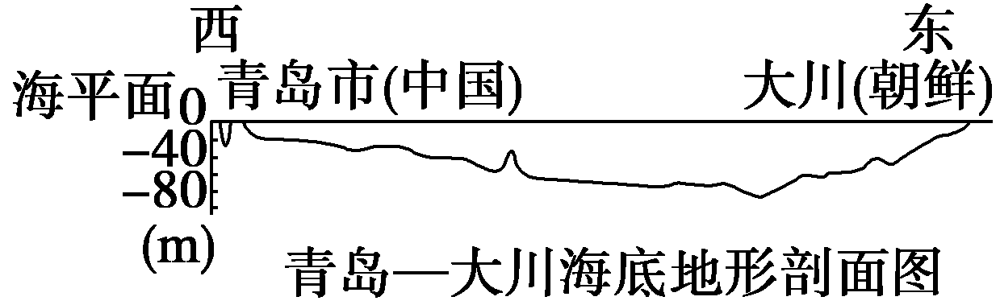 西 东
青岛市(中国) 大川(朝鲜)
海平面0
-40
-80
(m)
青岛—大川海底地形剖面图